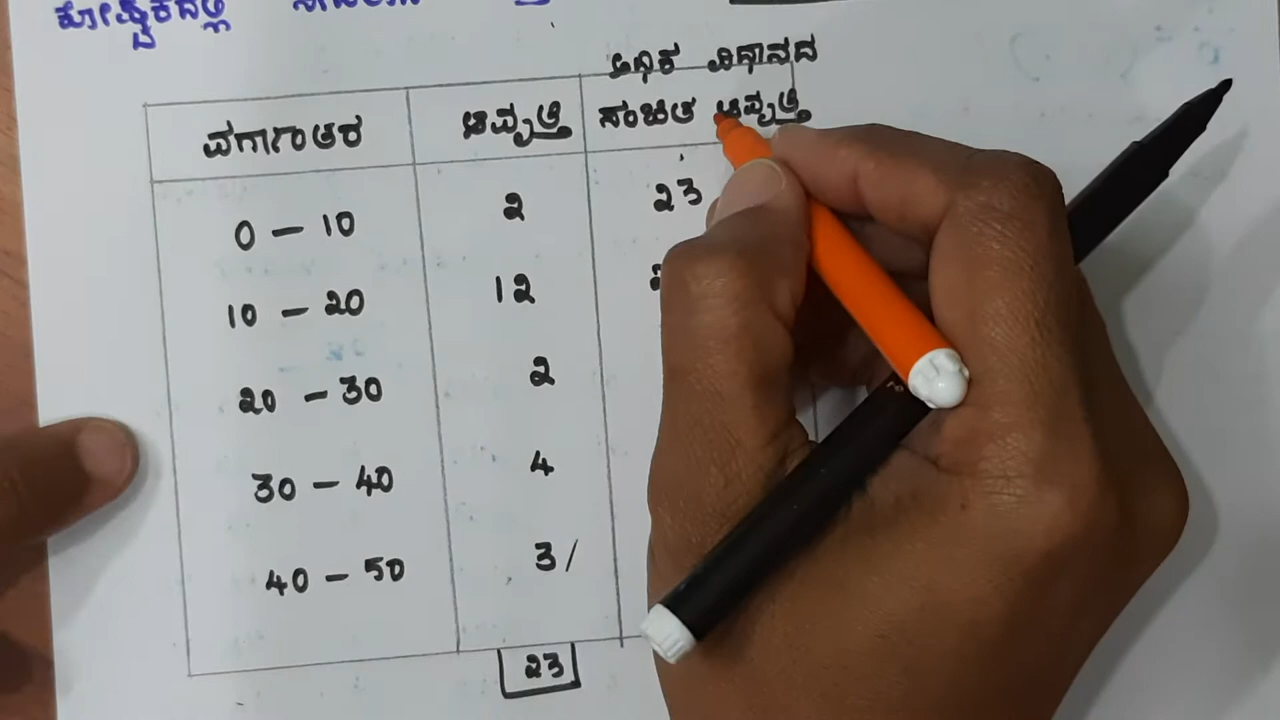 ಕೋಷ್ಟಕದಲ್ಲಿ
ಅಧಿಕ ವಿಧಾನದ
ವರ್ಗಾಂತರ ಆವೃತ್ತಿ ಸಂಚಿತ ಆವೃತ್ತಿ
0 – 10 2 23
10 – 20 12
20 – 30 2
30 – 40 4
40 – 50 3 /
23